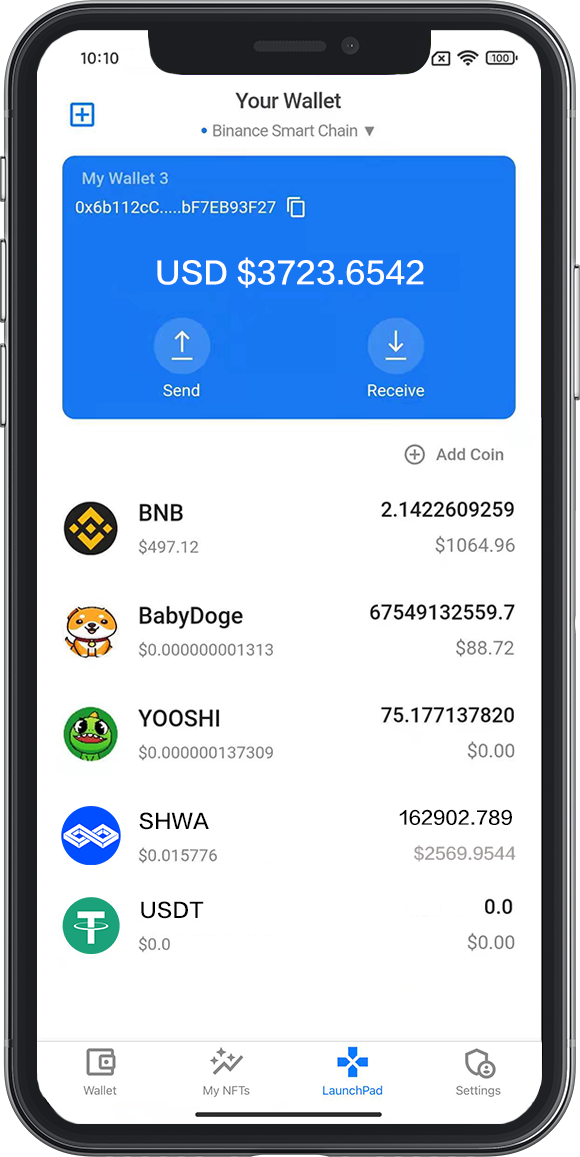 10:10
100
Your Wallet
Binance Smart Chain ▼
My Wallet 3
0x6b112cC.....bF7EB93F27
USD $3723.6542
Send Receive
Add Coin
BNB 2.1422609259
$497.12 $1064.96
BabyDoge 67549132559.7
$0.000000001313 $88.72
YOOSHI 75.177137820
$0.000000137309 $0.00
SHWA 162902.789
$0.015776 $2569.9544
USDT 0.0
$0.0 $0.00
Wallet My NFTs LaunchPad Settings